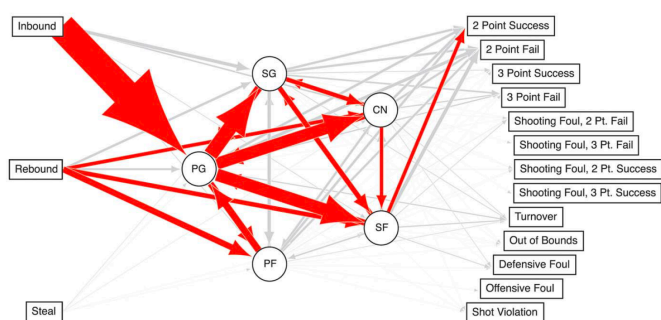 Inbound
Rebound
Steal
SG
CN
PG
SF
PF
2 Point Success
2 Point Fail
3 Point Success
3 Point Fail
Shooting Foul, 2 Pt. Fail
Shooting Foul, 3 Pt. Fail
Shooting Foul, 2 Pt. Success
Shooting Foul, 3 Pt. Success
Turnover
Out of Bounds
Defensive Foul
Offensive Foul
Shot Violation